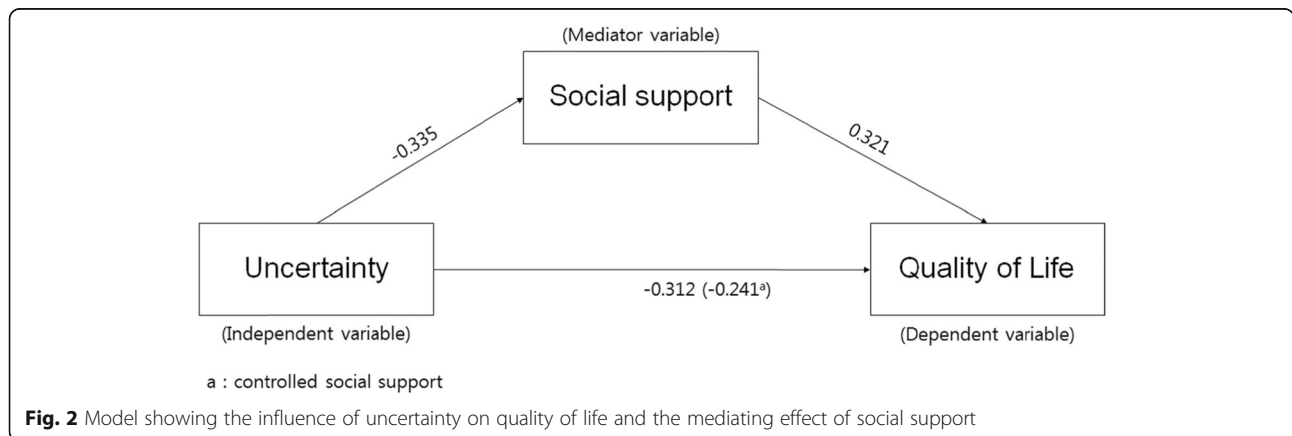 (Mediator variable)
Social support
-0.335
0.321
Uncertainty
Quality of Life
-0.312 (-0.241ᵃ)
(Independent variable)
(Dependent variable)
a : controlled social support
Fig. 2 Model showing the influence of uncertainty on quality of life and the mediating effect of social support